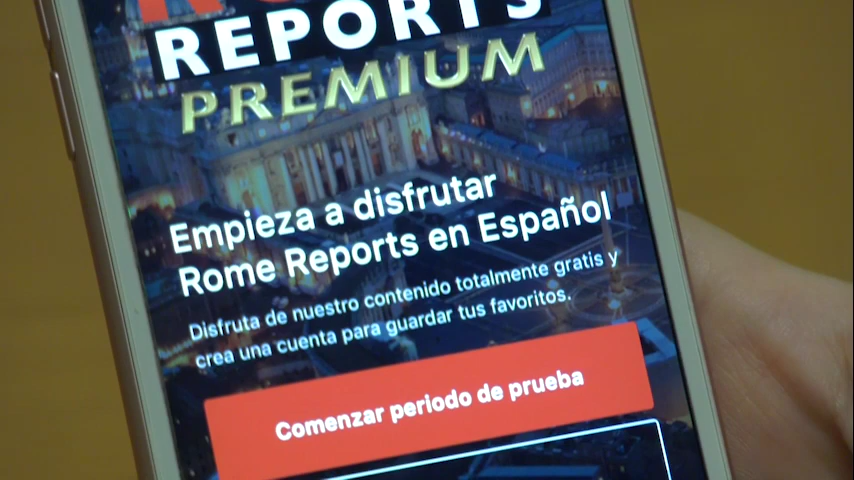 REPORTS
PREMIUM
Empieza a disfrutar
Rome Reports en Español
Disfruta de nuestro contenido totalmente gratis y
crea una cuenta para guardar tus favoritos.
Comenzar periodo de prueba